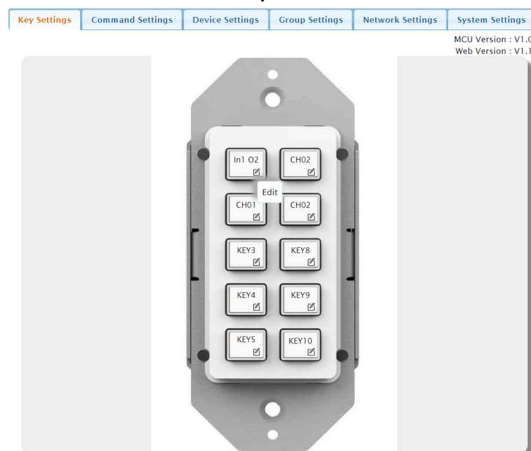 Key Settings Command Settings Device Settings Group Settings Network Settings System Settings
MCU Version : V1.0
Web Version : V1.1
In1 O2 CH02
Edit
CH01 CH02
KEY3 KEY8
KEY4 KEY9
KEY5 KEY10